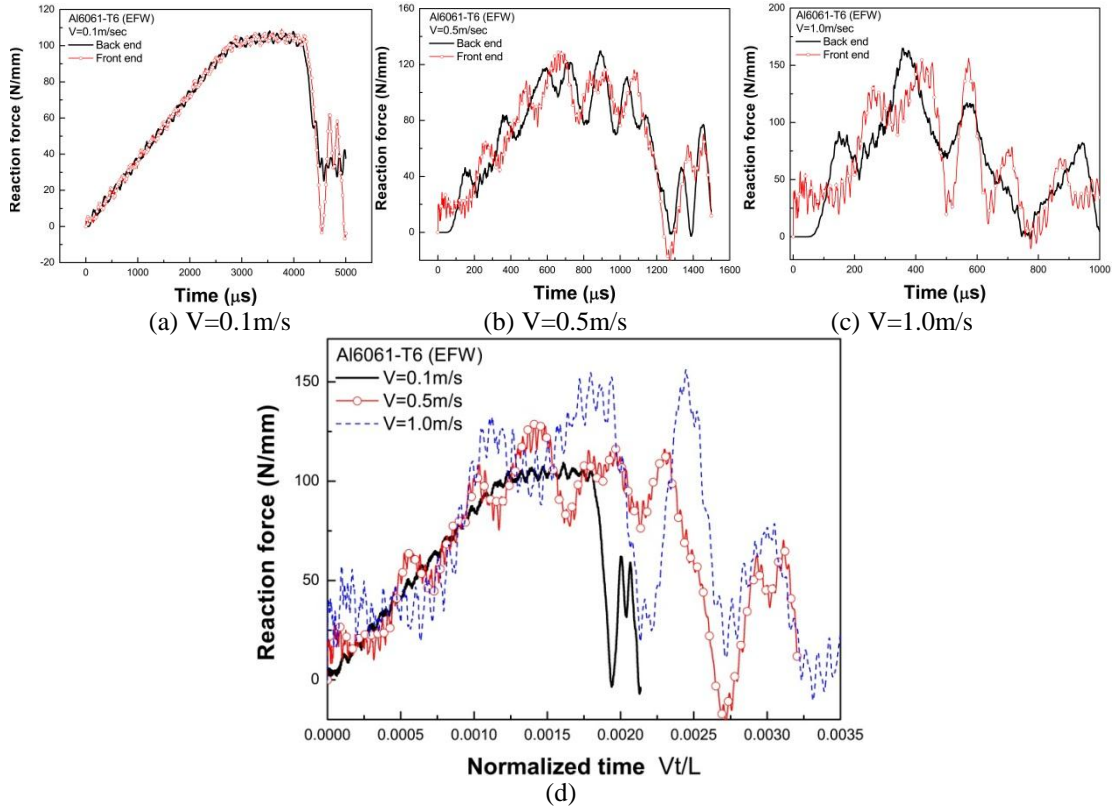 Al6061-T6 (EFW)
V=0.1m/sec
Back end
Front end
Reaction force (N/mm)
120
100
80
60
40
20
0
-20
0 1000 2000 3000 4000 5000
Time (μs)
(a) V=0.1m/s
Al6061-T6 (EFW)
V=0.5m/sec
Back end
Front end
Reaction force (N/mm)
160
120
80
40
0
0 200 400 600 800 1000 1200 1400 1600
Time (μs)
(b) V=0.5m/s
Al6061-T6 (EFW)
V=1.0m/sec
Back end
Front end
Reaction force (N/mm)
200
150
100
50
0
0 200 400 600 800 1000
Time (μs)
(c) V=1.0m/s
Al6061-T6 (EFW)
V=0.1m/s
V=0.5m/s
V=1.0m/s
Reaction force (N/mm)
150
100
50
0
0.0000 0.0005 0.0010 0.0015 0.0020 0.0025 0.0030 0.0035
Normalized time Vt/L
(d)